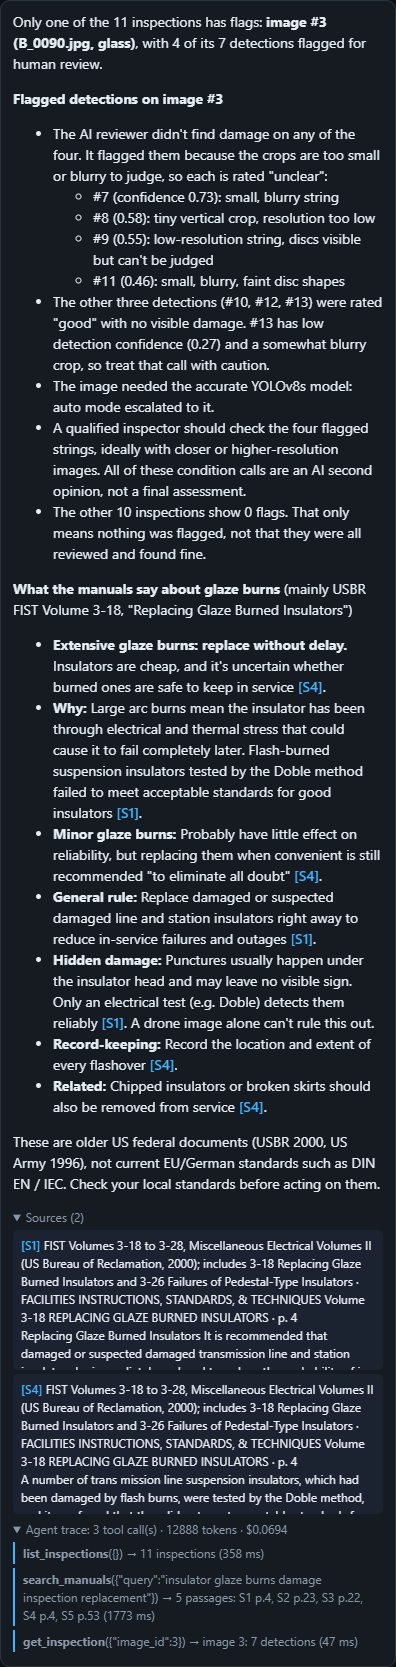 Only one of the 11 inspections has flags: image #3
(B_0090.jpg, glass), with 4 of its 7 detections flagged for
human review.
Flagged detections on image #3
• The AI reviewer didn't find damage on any of the
four. It flagged them because the crops are too small
or blurry to judge, so each is rated "unclear":
◦ #7 (confidence 0.73): small, blurry string
◦ #8 (0.58): tiny vertical crop, resolution too low
◦ #9 (0.55): low-resolution string, discs visible
but can't be judged
◦ #11 (0.46): small, blurry, faint disc shapes
• The other three detections (#10, #12, #13) were rated
"good" with no visible damage. #13 has low
detection confidence (0.27) and a somewhat blurry
crop, so treat that call with caution.
• The image needed the accurate YOLOv8s model:
auto mode escalated to it.
• A qualified inspector should check the four flagged
strings, ideally with closer or higher-resolution
images. All of these condition calls are an AI second
opinion, not a final assessment.
• The other 10 inspections show 0 flags. That only
means nothing was flagged, not that they were all
reviewed and found fine.
What the manuals say about glaze burns (mainly USBR
FIST Volume 3-18, "Replacing Glaze Burned Insulators")
• Extensive glaze burns: replace without delay.
Insulators are cheap, and it's uncertain whether
burned ones are safe to keep in service [S4].
• Why: Large arc burns mean the insulator has been
through electrical and thermal stress that could
cause it to fail completely later. Flash-burned
suspension insulators tested by the Doble method
failed to meet acceptable standards for good
insulators [S1].
• Minor glaze burns: Probably have little effect on
reliability, but replacing them when convenient is still
recommended "to eliminate all doubt" [S4].
• General rule: Replace damaged or suspected
damaged line and station insulators right away to
reduce in-service failures and outages [S1].
• Hidden damage: Punctures usually happen under
the insulator head and may leave no visible sign.
Only an electrical test (e.g. Doble) detects them
reliably [S1]. A drone image alone can't rule this out.
• Record-keeping: Record the location and extent of
every flashover [S4].
• Related: Chipped insulators or broken skirts should
also be removed from service [S4].
These are older US federal documents (USBR 2000, US
Army 1996), not current EU/German standards such as DIN
EN / IEC. Check your local standards before acting on them.
▼ Sources (2)
[S1] FIST Volumes 3-18 to 3-28, Miscellaneous Electrical Volumes II
(US Bureau of Reclamation, 2000); includes 3-18 Replacing Glaze
Burned Insulators and 3-26 Failures of Pedestal-Type Insulators ·
FACILITIES INSTRUCTIONS, STANDARDS, & TECHNIQUES Volume
3-18 REPLACING GLAZE BURNED INSULATORS · p. 4
Replacing Glaze Burned Insulators It is recommended that
damaged or suspected damaged transmission line and station
[S4] FIST Volumes 3-18 to 3-28, Miscellaneous Electrical Volumes II
(US Bureau of Reclamation, 2000); includes 3-18 Replacing Glaze
Burned Insulators and 3-26 Failures of Pedestal-Type Insulators ·
FACILITIES INSTRUCTIONS, STANDARDS, & TECHNIQUES Volume
3-18 REPLACING GLAZE BURNED INSULATORS · p. 4
A number of trans mission line suspension insulators, which had
been damaged by flash burns, were tested by the Doble method,
▼ Agent trace: 3 tool call(s) · 12888 tokens · $0.0694
list_inspections({}) → 11 inspections (358 ms)
search_manuals({"query":"insulator glaze burns damage
inspection replacement"}) → 5 passages: S1 p.4, S2 p.23, S3 p.22,
S4 p.4, S5 p.53 (1773 ms)
get_inspection({"image_id":3}) → image 3: 7 detections (47 ms)